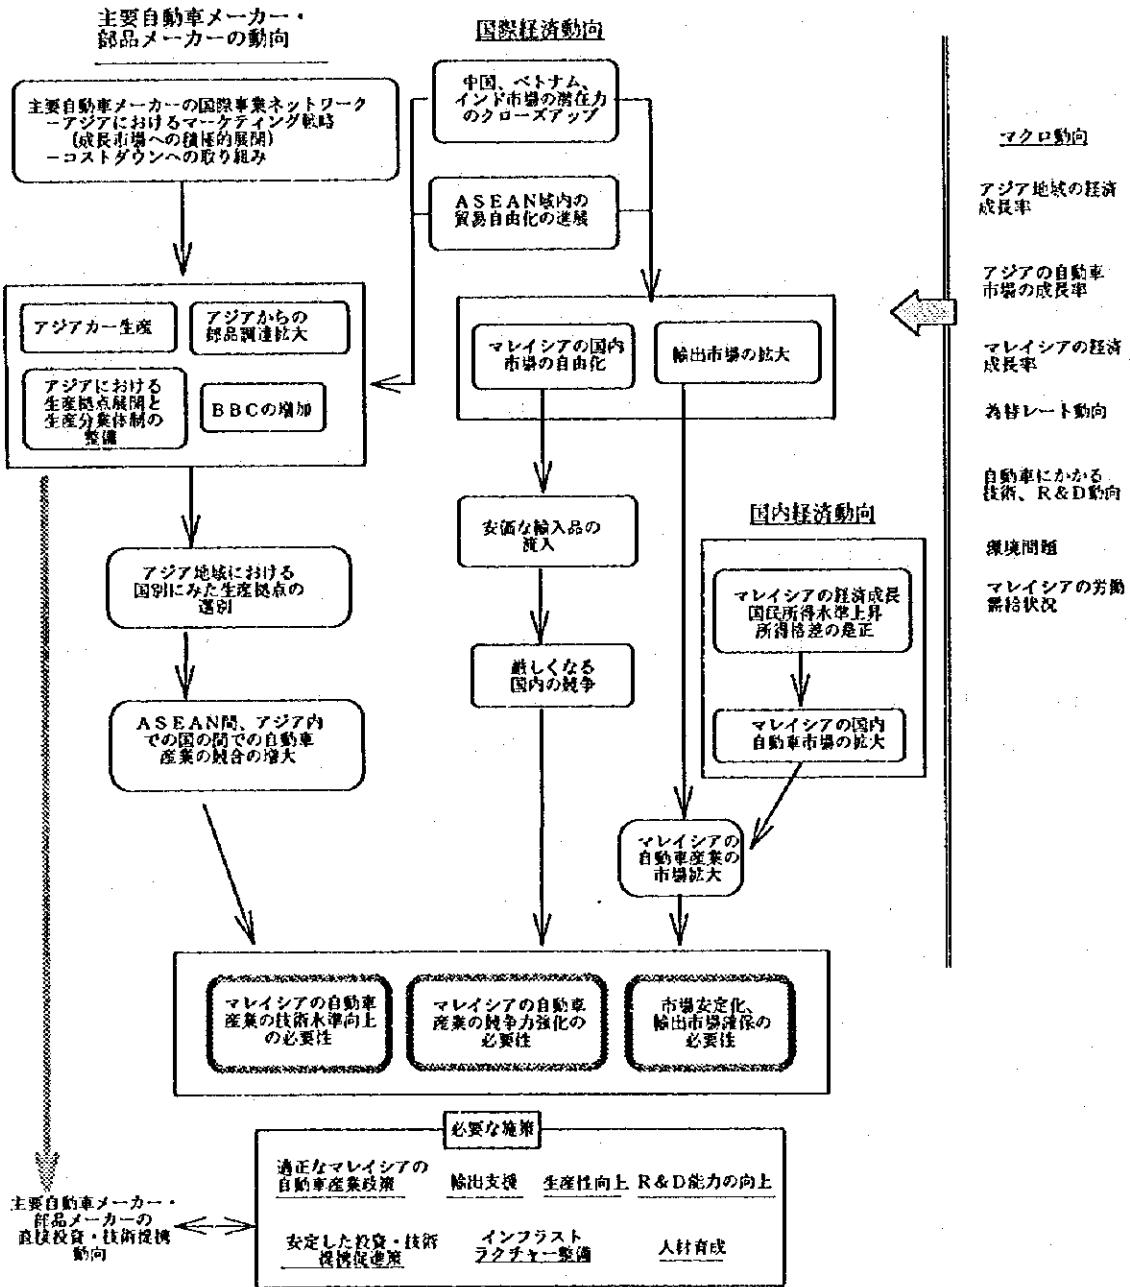 主要自動車メーカー・
部品メーカーの動向
主要自動車メーカーの国際事業ネットワーク
－アジアにおけるマーケティング戦略
(成長市場への積極的展開)
－コストダウンへの取り組み
アジアカー生産
アジアからの
部品調達拡大
アジアにおける
生産拠点展開と
生産分業体制の
整備
BBCの増加
アジア地域における
国別にみた生産拠点の
選別
ASEAN間、アジア内
での国の間での自動車
産業の競合の増大
国際経済動向
中国、ベトナム、
インド市場の潜在力
のクローズアップ
ASEAN域内の
貿易自由化の進展
マレイシアの国内
市場の自由化
輸出市場の拡大
安価な輸入品の
流入
厳しくなる
国内の競争
国内経済動向
マレイシアの経済成長
国民所得水準上昇
所得格差の是正
マレイシアの国内
自動車市場の拡大
マレイシアの
自動車産業の
市場拡大
マクロ動向
アジア地域の経済
成長率
アジアの自動車
市場の成長率
マレイシアの経済
成長率
為替レート動向
自動車にかかる
技術、R&D動向
環境問題
マレイシアの労働
需給状況
マレイシアの自動車
産業の技術水準向上
の必要性
マレイシアの自動車
産業の競争力強化の
必要性
市場安定化、
輸出市場確保の
必要性
必要な施策
適正なマレイシアの
自動車産業政策
輸出支援
生産性向上
R&D能力の向上
安定した投資・技術
提携促進策
インフラスト
ラクチャー整備
人材育成
主要自動車メーカー・
部品メーカーの
直接投資・技術提携
動向